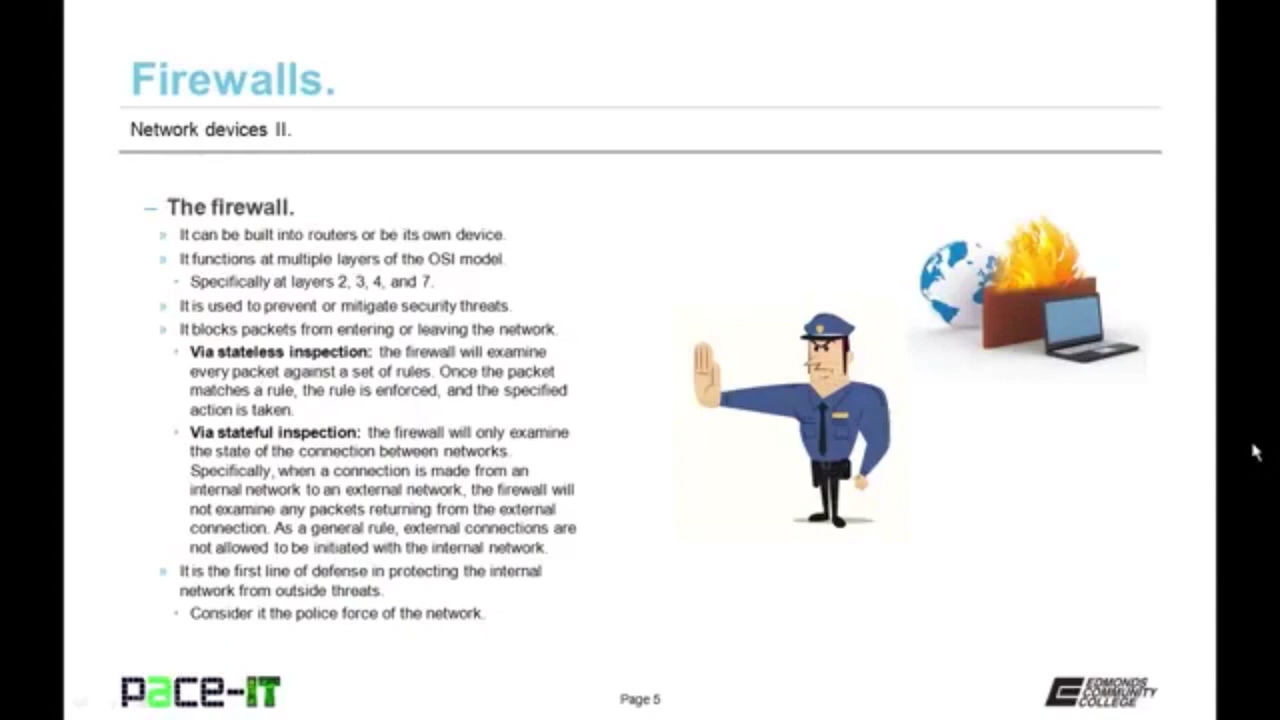 Firewalls.
Network devices II.
– The firewall.
» It can be built into routers or be its own device.
» It functions at multiple layers of the OSI model.
• Specifically at layers 2, 3, 4, and 7.
» It is used to prevent or mitigate security threats.
» It blocks packets from entering or leaving the network.
• Via stateless inspection: the firewall will examine
every packet against a set of rules. Once the packet
matches a rule, the rule is enforced, and the specified
action is taken.
• Via stateful inspection: the firewall will only examine
the state of the connection between networks.
Specifically, when a connection is made from an
internal network to an external network, the firewall will
not examine any packets returning from the external
connection. As a general rule, external connections are
not allowed to be initiated with the internal network.
» It is the first line of defense in protecting the internal
network from outside threats.
• Consider it the police force of the network.
pace-IT
Page 5
EDMONDS
COMMUNITY
COLLEGE